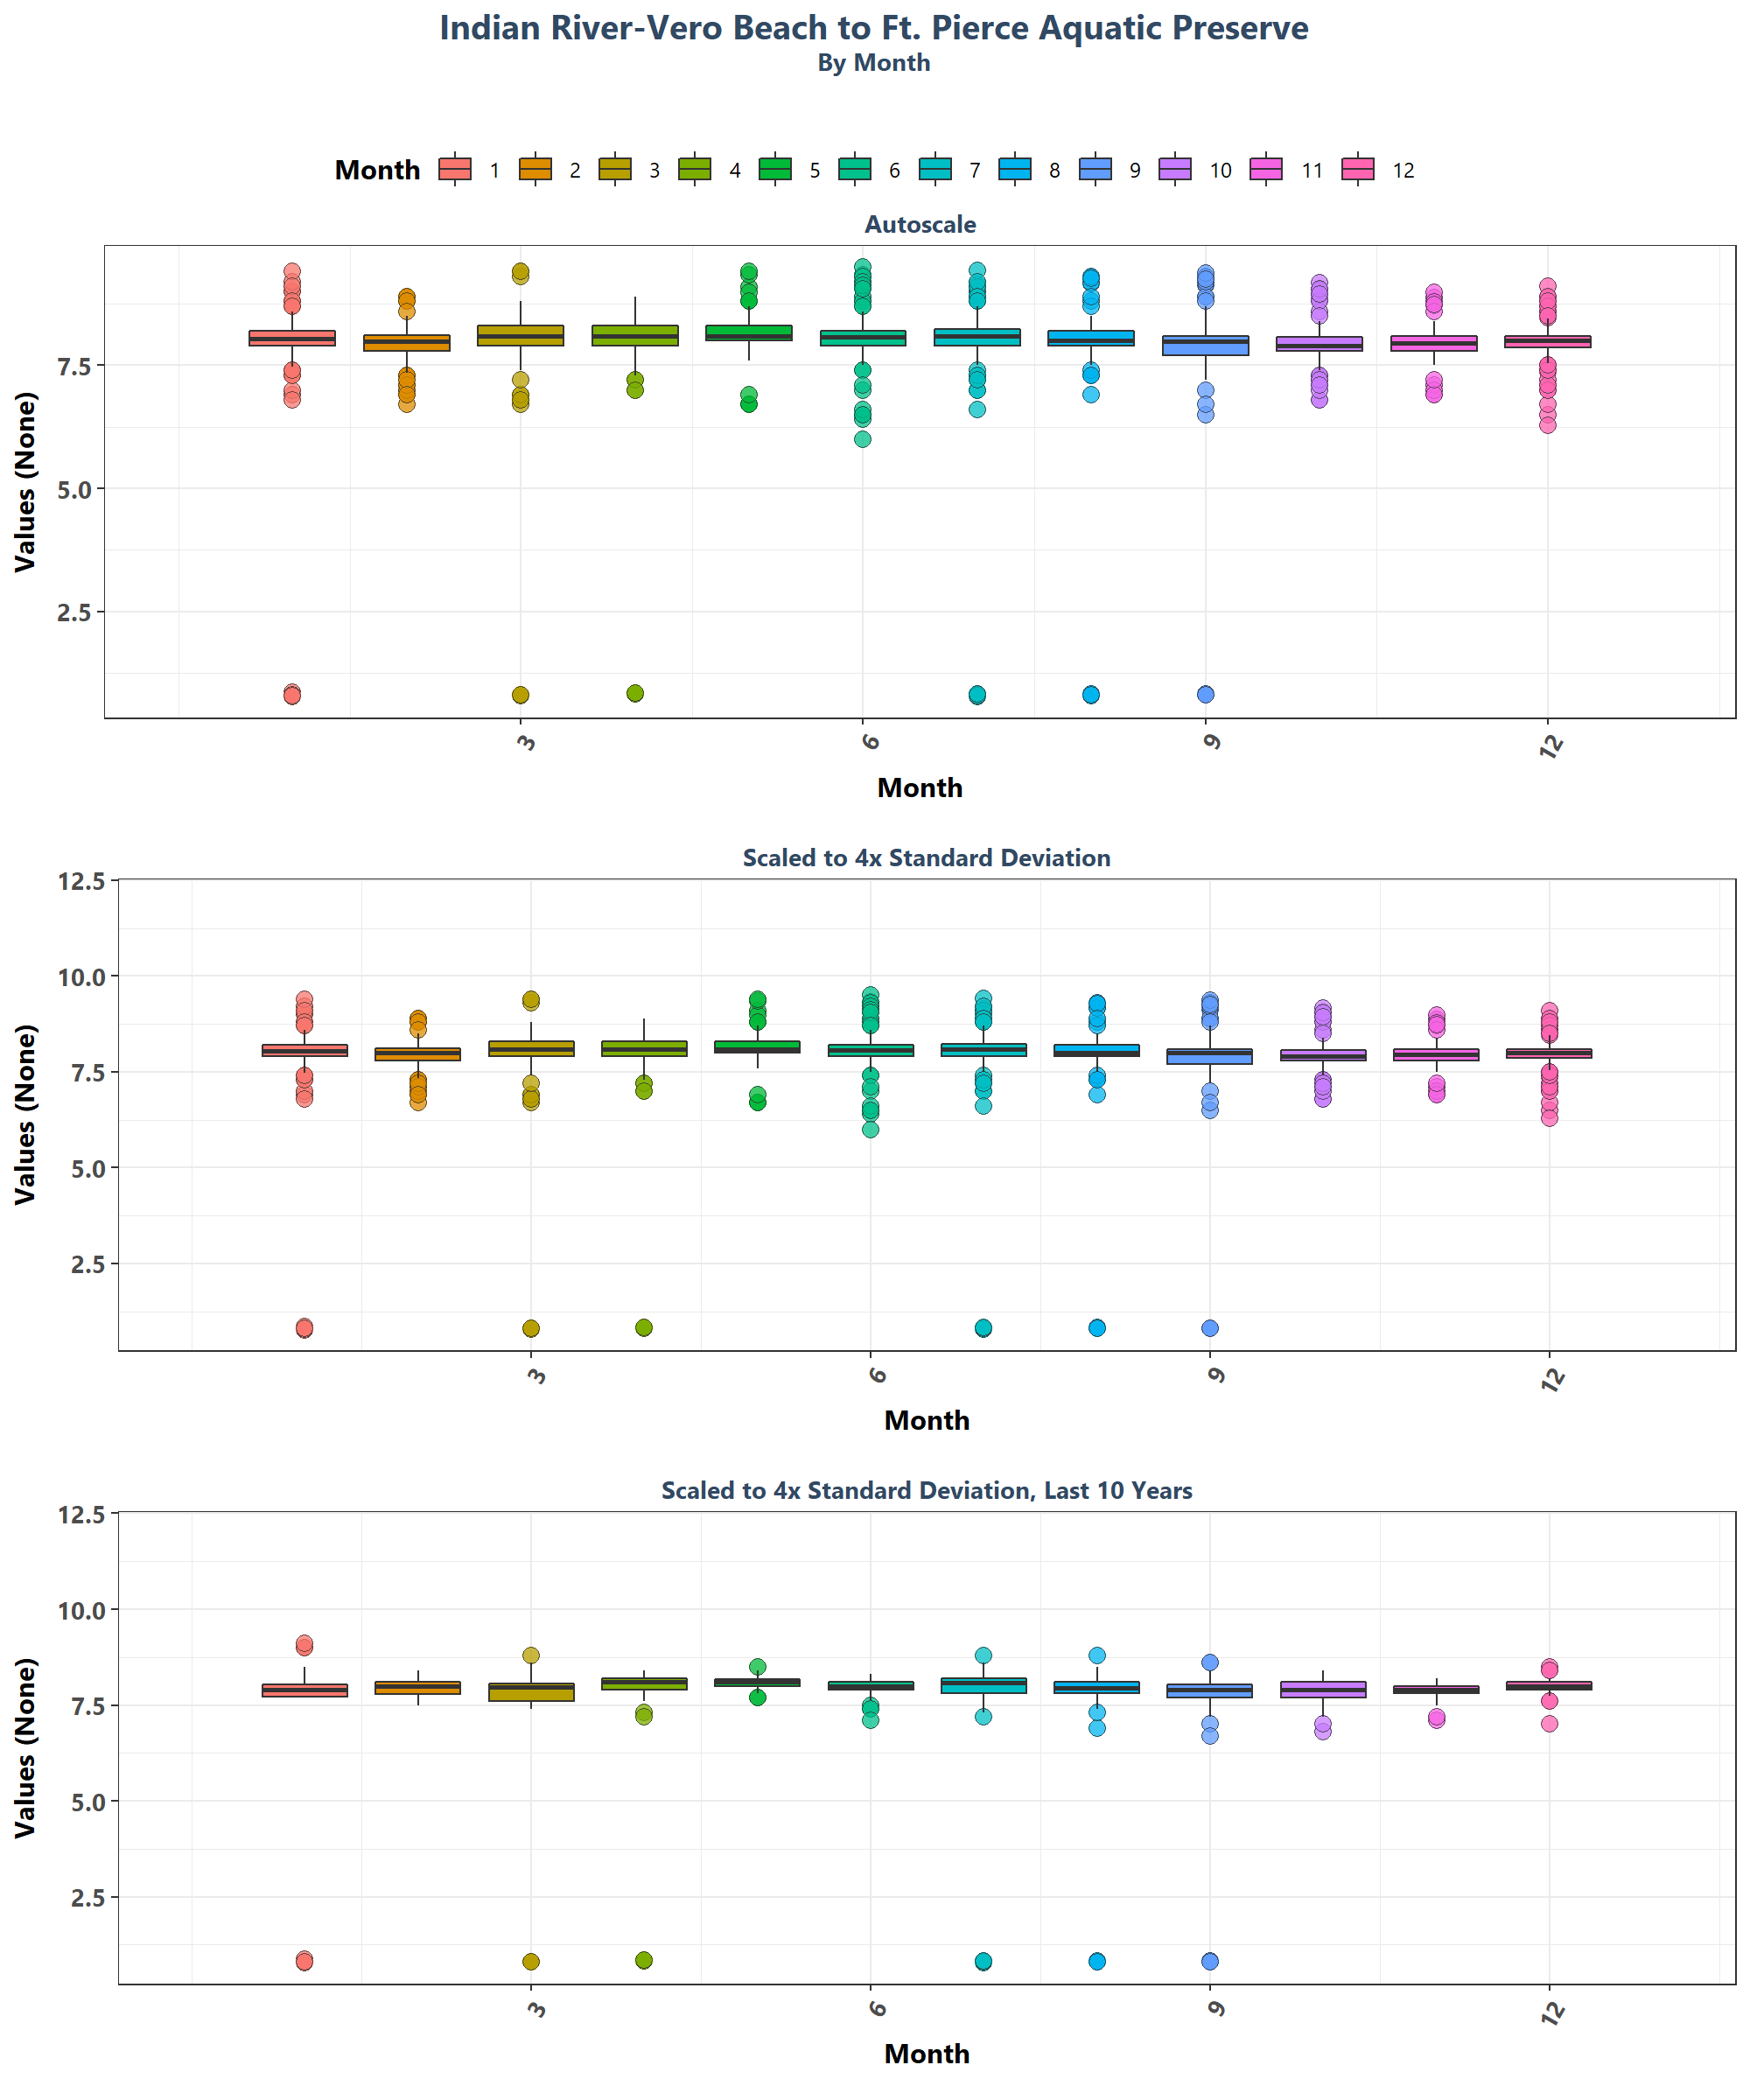 Indian River-Vero Beach to Ft. Pierce Aquatic Preserve
By Month
Month 1 2 3 4 5 6 7 8 9 10 11 12
Autoscale
Values (None)
7.5
5.0
2.5
3 6 9 12
Month
Scaled to 4x Standard Deviation
Values (None)
12.5
10.0
7.5
5.0
2.5
3 6 9 12
Month
Scaled to 4x Standard Deviation, Last 10 Years
Values (None)
12.5
10.0
7.5
5.0
2.5
3 6 9 12
Month